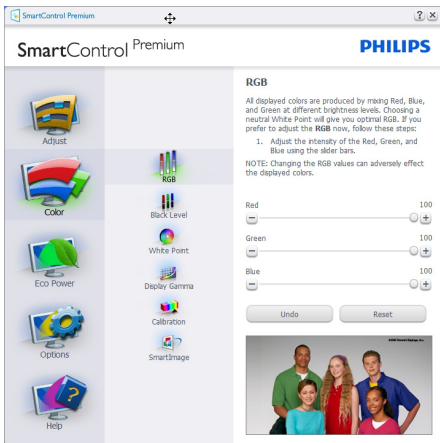 SmartControl Premium
SmartControl Premium
PHILIPS
Adjust
Color
Eco Power
Options
Help
RGB
Black Level
White Point
Display Gamma
Calibration
SmartImage
RGB
All displayed colors are produced by mixing Red, Blue,
and Green at different brightness levels. Choosing a
neutral White Point will give you optimal RGB. If you
prefer to adjust the RGB now, follow these steps:
1. Adjust the intensity of the Red, Green, and
Blue using the slider bars.
NOTE: Changing the RGB values can adversely effect
the displayed colors.
Red 100
Green 100
Blue 100
Undo Reset